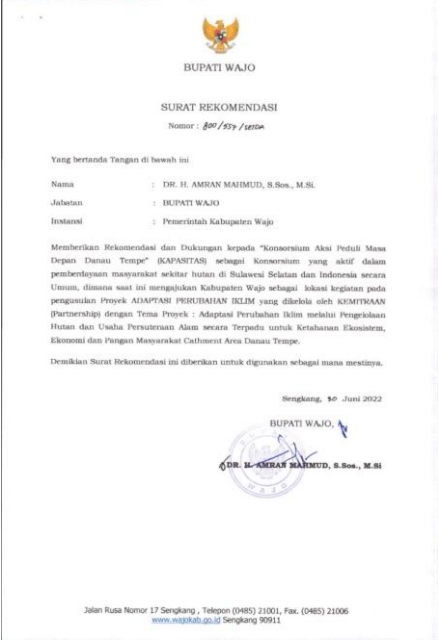 BUPATI WAJO
SURAT REKOMENDASI
Nomor : 800/557/SETDA
Yang bertanda Tangan di bawah ini
Nama : DR. H. AMRAN MAHMUD, S.Sos., M.Si.
Jabatan : BUPATI WAJO
Instansi : Pemerintah Kabupaten Wajo
Memberikan Rekomendasi dan Dukungan kepada "Konsorsium Aksi Peduli Masa
Depan Danau Tempe" (KAPASITAS) sebagai Konsorsium yang aktif dalam
pemberdayaan masyarakat sekitar hutan di Sulawesi Selatan dan Indonesia secara
Umum, dimana saat ini mengajukan Kabupaten Wajo sebagai lokasi kegiatan pada
pengusulan Proyek ADAPTASI PERUBAHAN IKLIM yang dikelola oleh KEMITRAAN
(Partnership) dengan Tema Proyek : Adaptasi Perubahan Iklim melalui Pengelolaan
Hutan dan Usaha Persuteraan Alam secara Terpadu untuk Ketahanan Ekosistem,
Ekonomi dan Pangan Masyarakat Cathment Area Danau Tempe.
Demikian Surat Rekomendasi ini diberikan untuk digunakan sebagai mana mestinya.
Sengkang, 30 Juni 2022
BUPATI WAJO,
DR. H. AMRAN MAHMUD, S.Sos., M.Si
WAJO
Jalan Rusa Nomor 17 Sengkang , Telepon (0485) 21001, Fax. (0485) 21006
www.wajokab.go.id Sengkang 90911